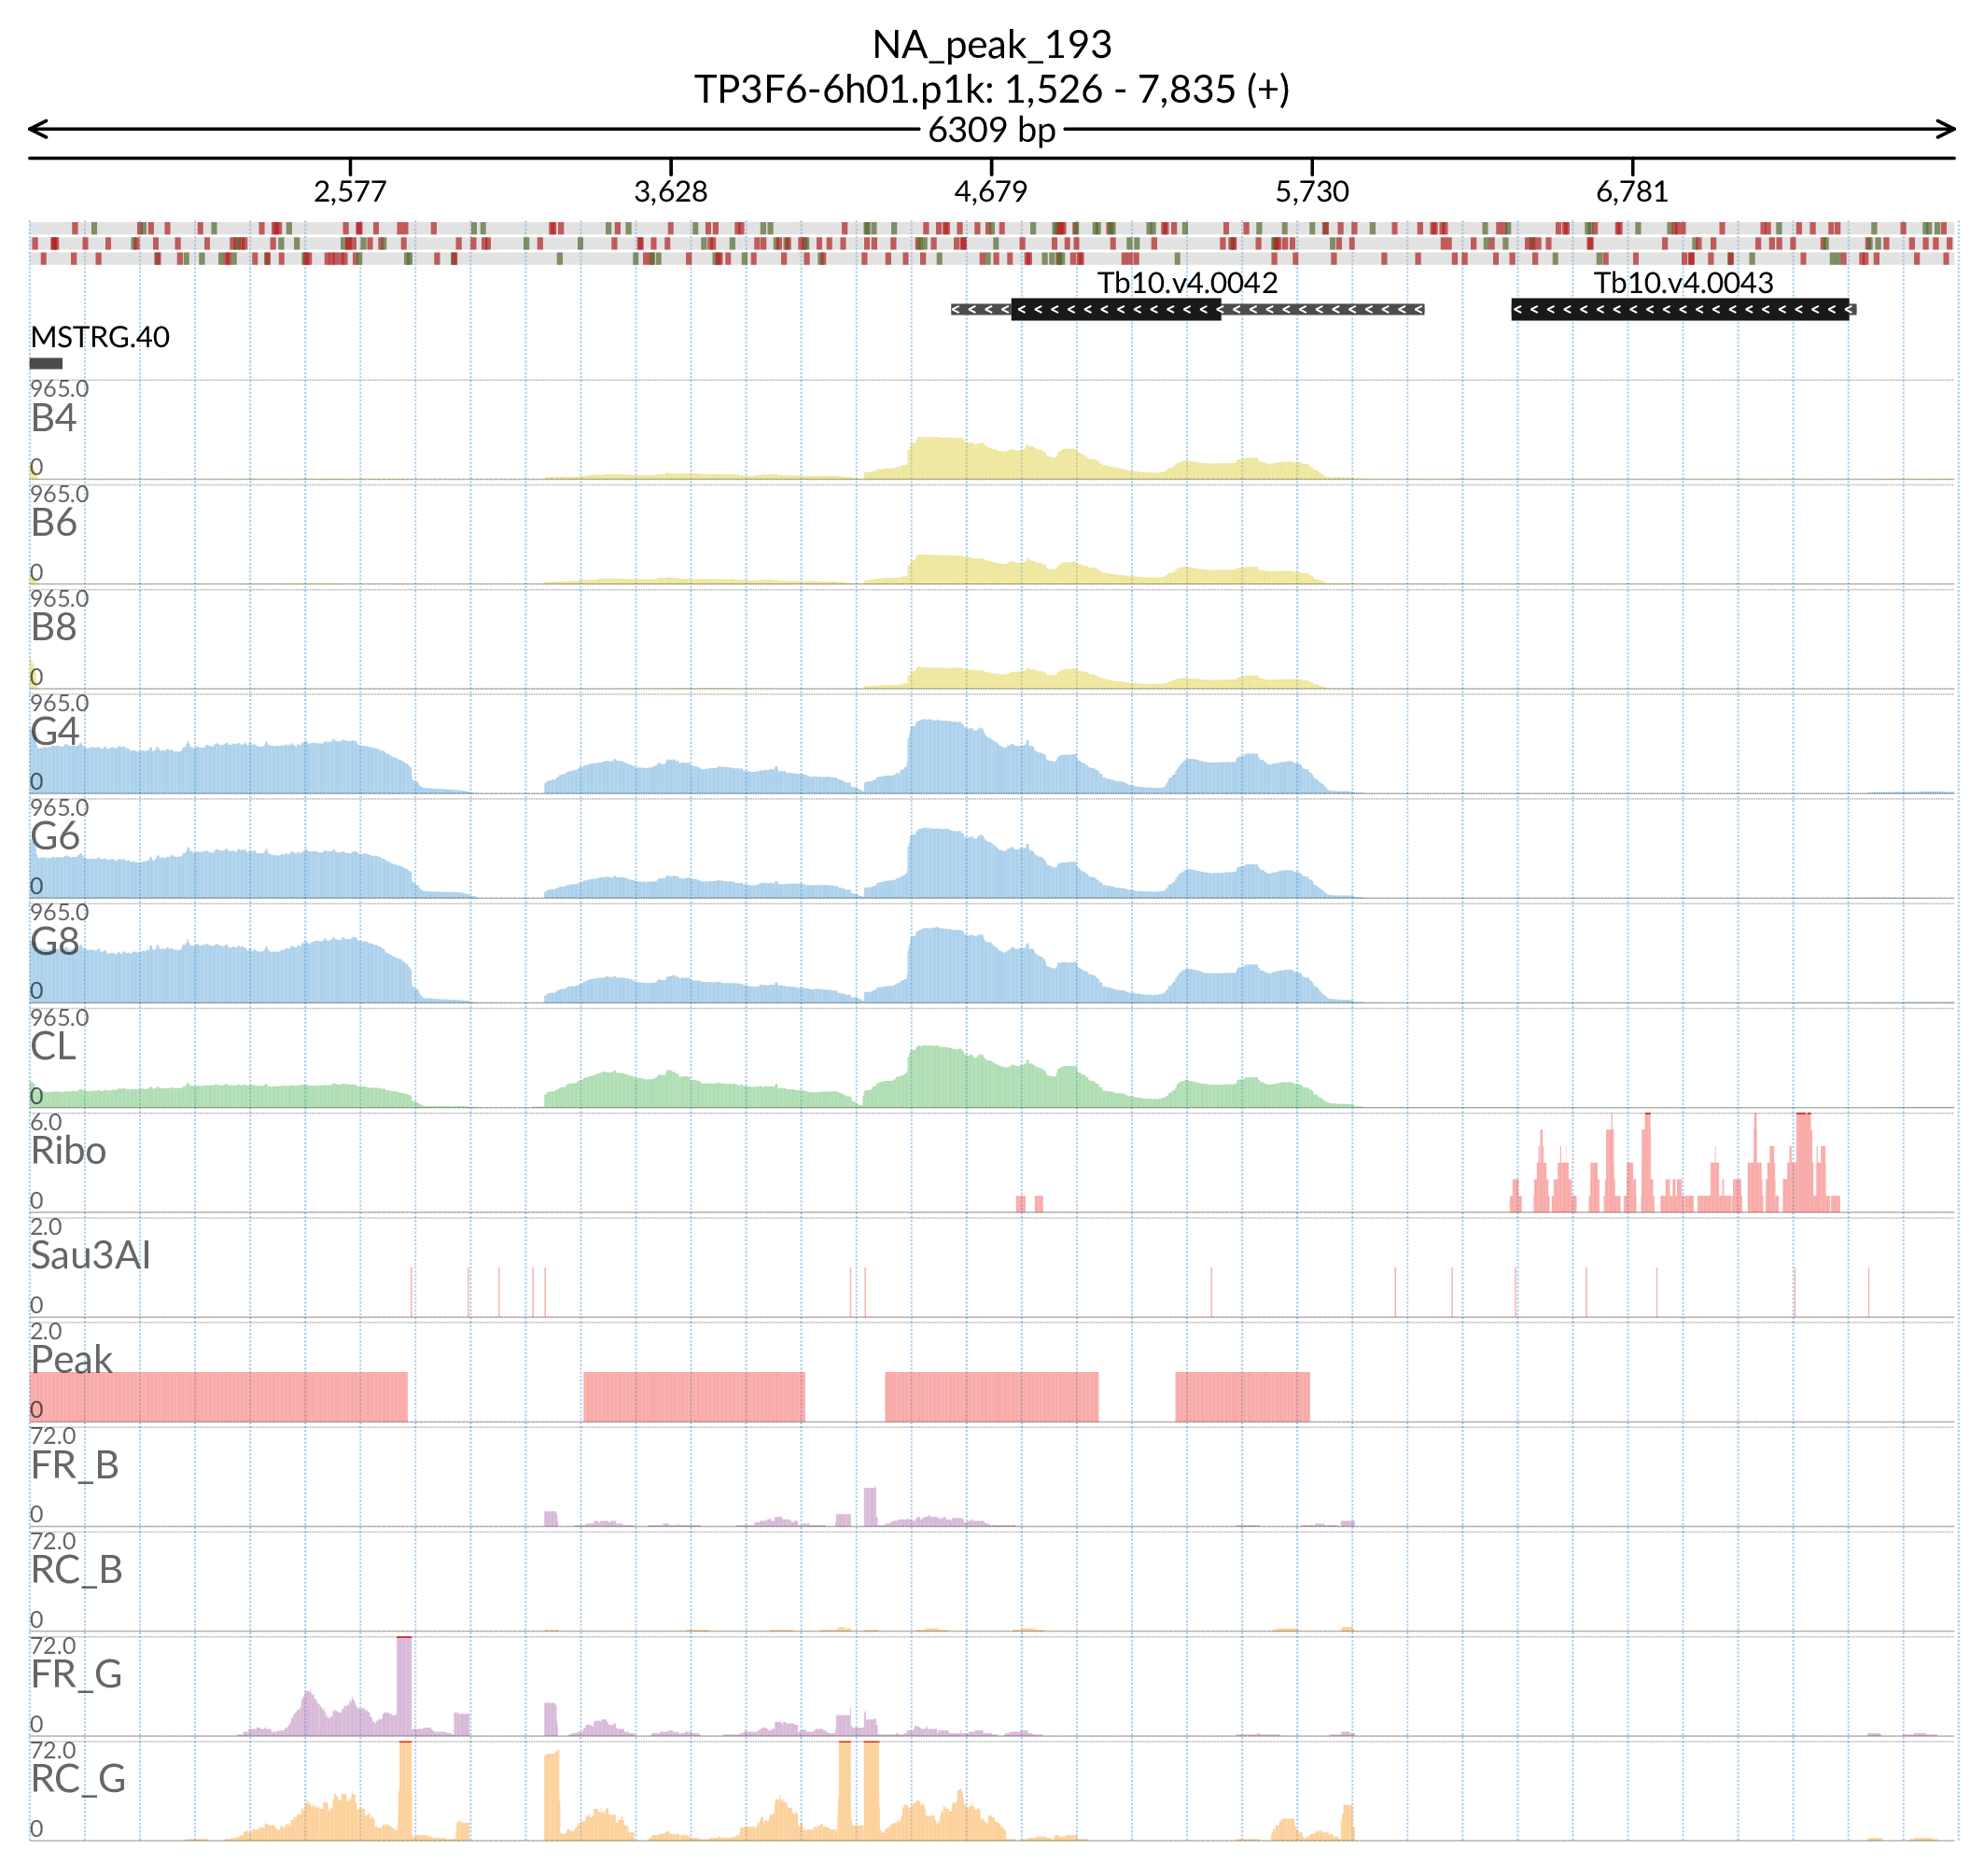 NA_peak_193
TP3F6-6h01.p1k: 1,526 - 7,835 (+)
6309 bp
2,577 3,628 4,679 5,730 6,781
Tb10.v4.0042 Tb10.v4.0043
MSTRG.40
965.0
B4
0
965.0
B6
0
965.0
B8
0
965.0
G4
0
965.0
G6
0
965.0
G8
0
965.0
CL
0
6.0
Ribo
0
2.0
Sau3AI
0
2.0
Peak
0
72.0
FR_B
0
72.0
RC_B
0
72.0
FR_G
0
72.0
RC_G
0